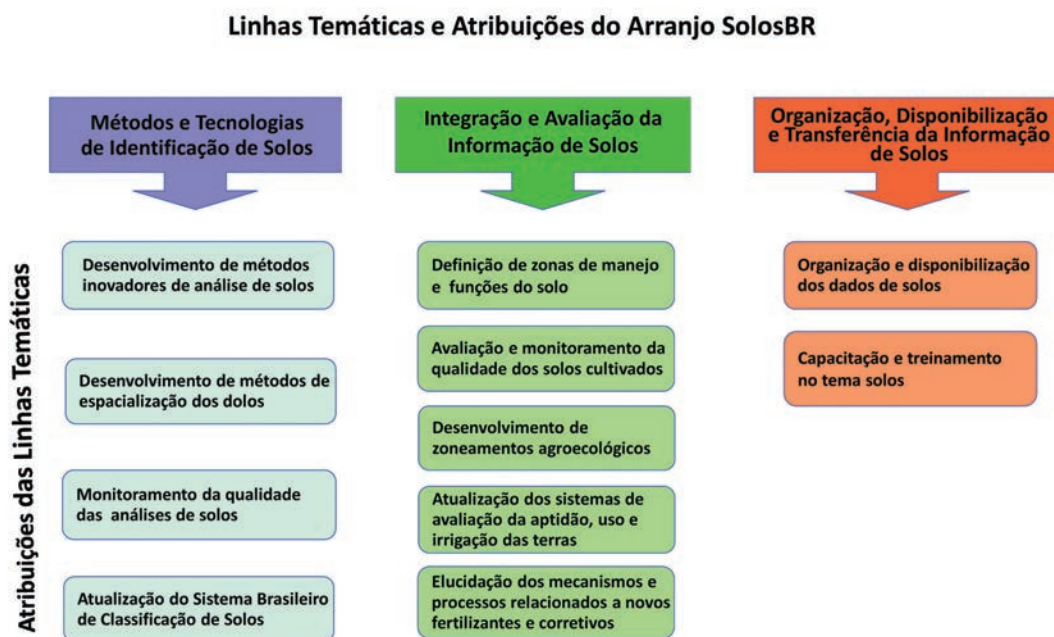 Linhas Temáticas e Atribuições do Arranjo SolosBR
Métodos e Tecnologias
de Identificação de Solos
Integração e Avaliação da
Informação de Solos
Organização, Disponibilização
e Transferência da Informação
de Solos
Atribuições das Linhas Temáticas
Desenvolvimento de métodos
inovadores de análise de solos
Desenvolvimento de métodos de
espacialização dos dolos
Monitoramento da qualidade
das análises de solos
Atualização do Sistema Brasileiro
de Classificação de Solos
Definição de zonas de manejo
e funções do solo
Avaliação e monitoramento da
qualidade dos solos cultivados
Desenvolvimento de
zoneamentos agroecológicos
Atualização dos sistemas de
avaliação da aptidão, uso e
irrigação das terras
Elucidação dos mecanismos e
processos relacionados a novos
fertilizantes e corretivos
Organização e disponibilização
dos dados de solos
Capacitação e treinamento
no tema solos